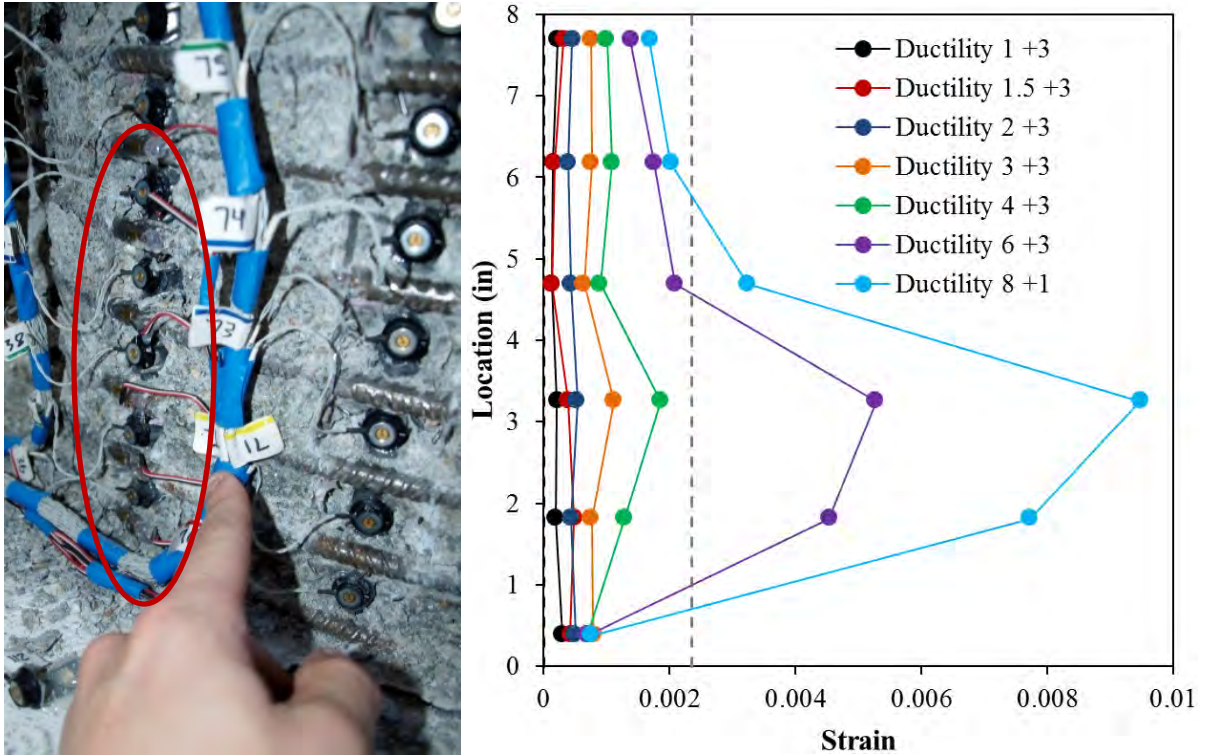 75
74
73
71
38
8
7
6
5
4
3
2
1
0
Location (in)
Ductility 1 +3
Ductility 1.5 +3
Ductility 2 +3
Ductility 3 +3
Ductility 4 +3
Ductility 6 +3
Ductility 8 +1
0 0.002 0.004 0.006 0.008 0.01
Strain